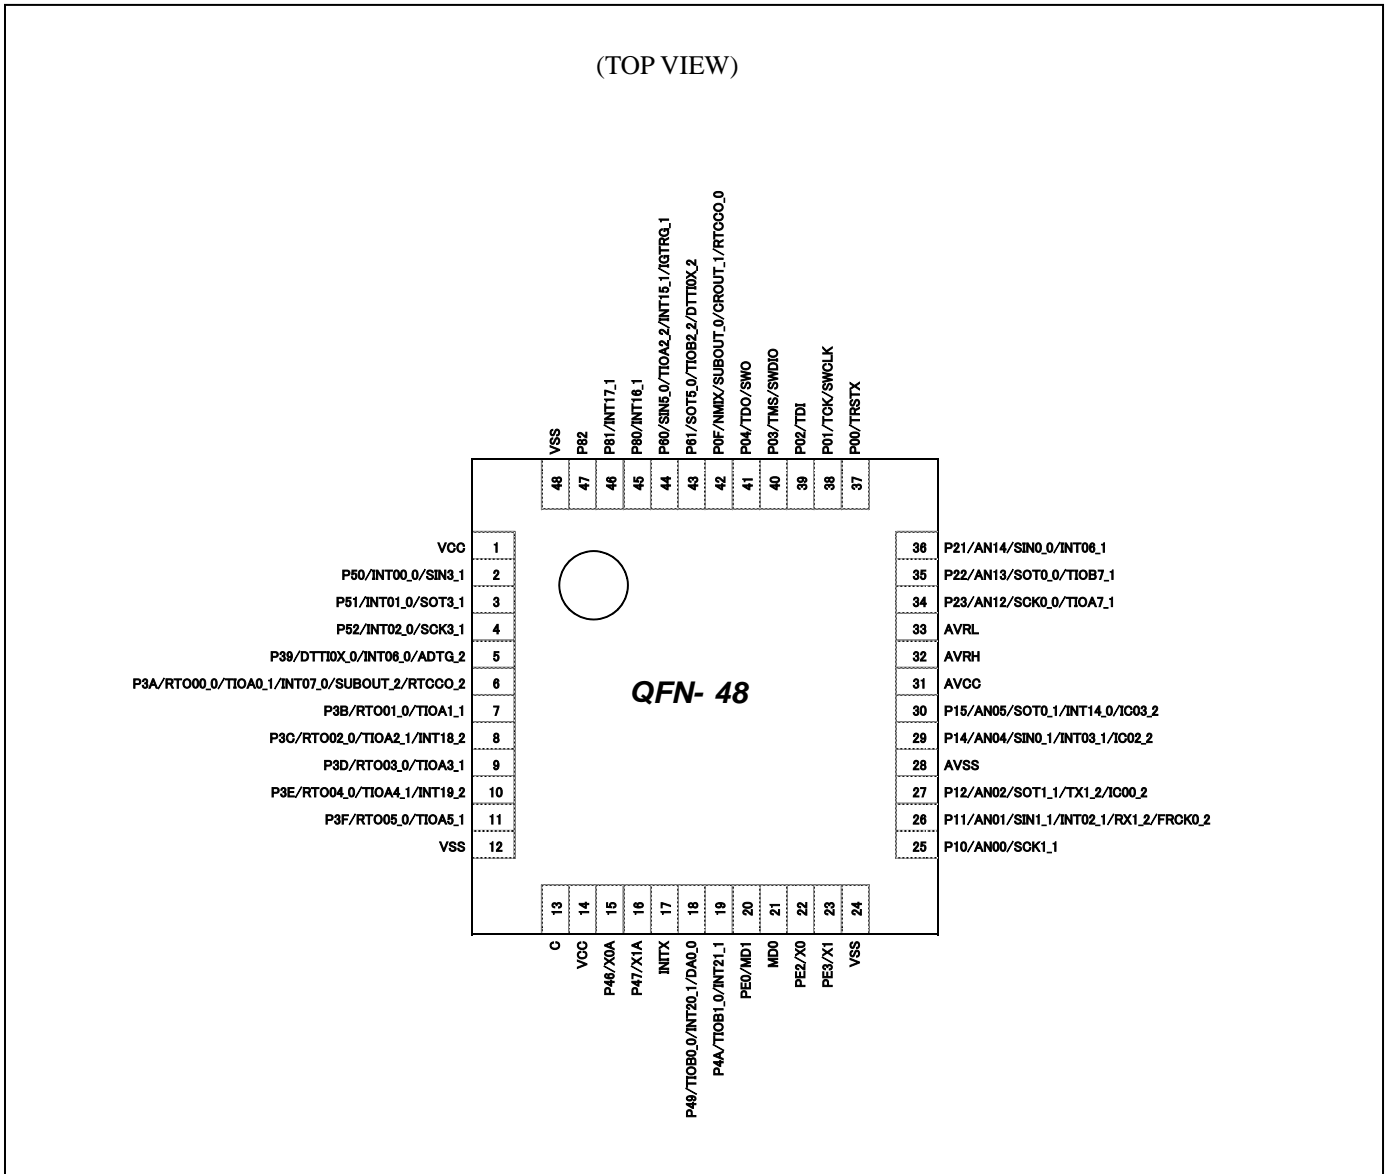 (TOP VIEW)
VSS
P82
P81/INT17_1
P80/INT16_1
P60/SIN5_0/TIOA2_2/INT15_1/IGTRG_1
P61/SOT5_0/TIOB2_2/DTTI0X_2
P0F/NMIX/SUBOUT_0/CROUT_1/RTCCO_0
P04/TDO/SWO
P03/TMS/SWDIO
P02/TDI
P01/TCK/SWCLK
P00/TRSTX
48 47 46 45 44 43 42 41 40 39 38 37
VCC 1
P50/INT00_0/SIN3_1 2
P51/INT01_0/SOT3_1 3
P52/INT02_0/SCK3_1 4
P39/DTTI0X_0/INT06_0/ADTG_2 5
P3A/RTO00_0/TIOA0_1/INT07_0/SUBOUT_2/RTCCO_2 6
P3B/RTO01_0/TIOA1_1 7
P3C/RTO02_0/TIOA2_1/INT18_2 8
P3D/RTO03_0/TIOA3_1 9
P3E/RTO04_0/TIOA4_1/INT19_2 10
P3F/RTO05_0/TIOA5_1 11
VSS 12
QFN- 48
36 P21/AN14/SIN0_0/INT06_1
35 P22/AN13/SOT0_0/TIOB7_1
34 P23/AN12/SCK0_0/TIOA7_1
33 AVRL
32 AVRH
31 AVCC
30 P15/AN05/SOT0_1/INT14_0/IC03_2
29 P14/AN04/SIN0_1/INT03_1/IC02_2
28 AVSS
27 P12/AN02/SOT1_1/TX1_2/IC00_2
26 P11/AN01/SIN1_1/INT02_1/RX1_2/FRCK0_2
25 P10/AN00/SCK1_1
13 14 15 16 17 18 19 20 21 22 23 24
C
VCC
P46/X0A
P47/X1A
INITX
P49/TIOB0_0/INT20_1/DA0_0
P4A/TIOB1_0/INT21_1
PE0/MD1
MD0
PE2/X0
PE3/X1
VSS